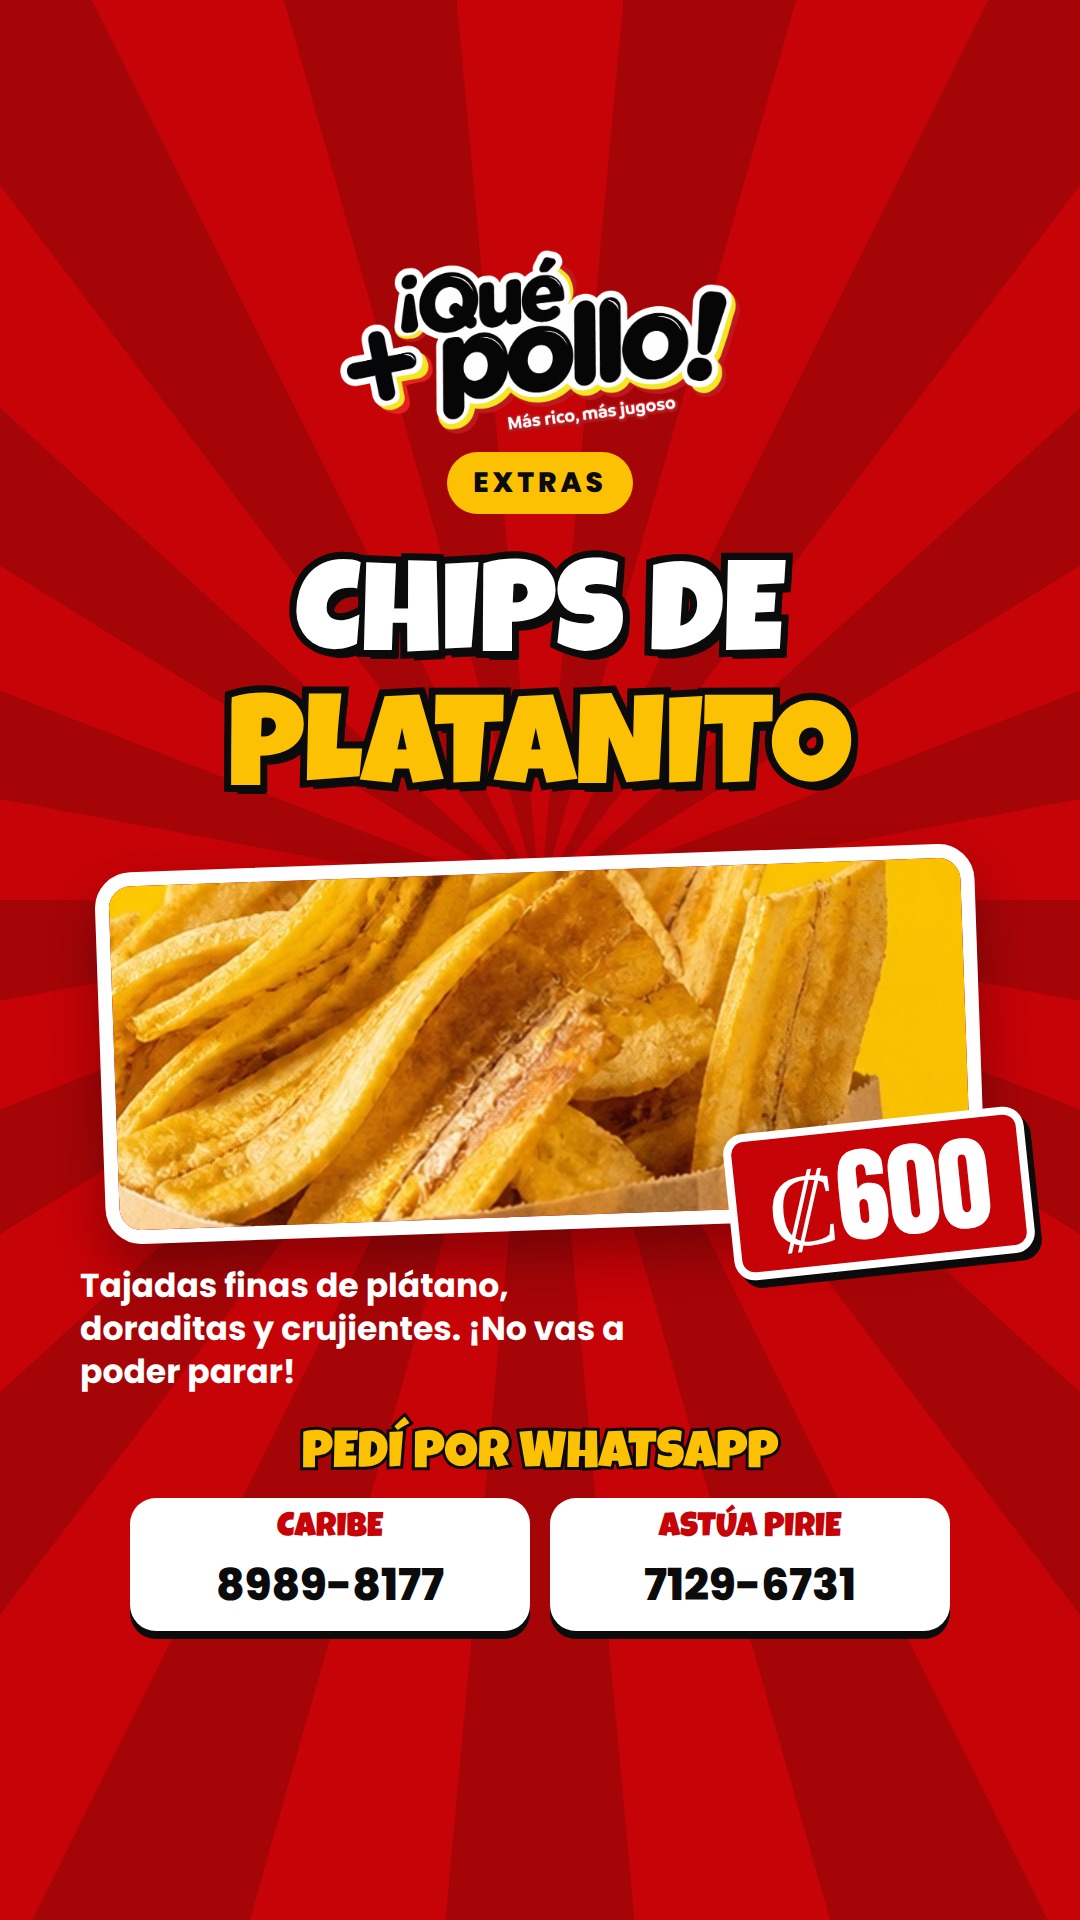 ¡Qué
+ pollo!
Más rico, más jugoso
EXTRAS
CHIPS DE
PLATANITO
₡600
Tajadas finas de plátano,
doraditas y crujientes. ¡No vas a
poder parar!
PEDÍ POR WHATSAPP
CARIBE
8989-8177
ASTÚA PIRIE
7129-6731